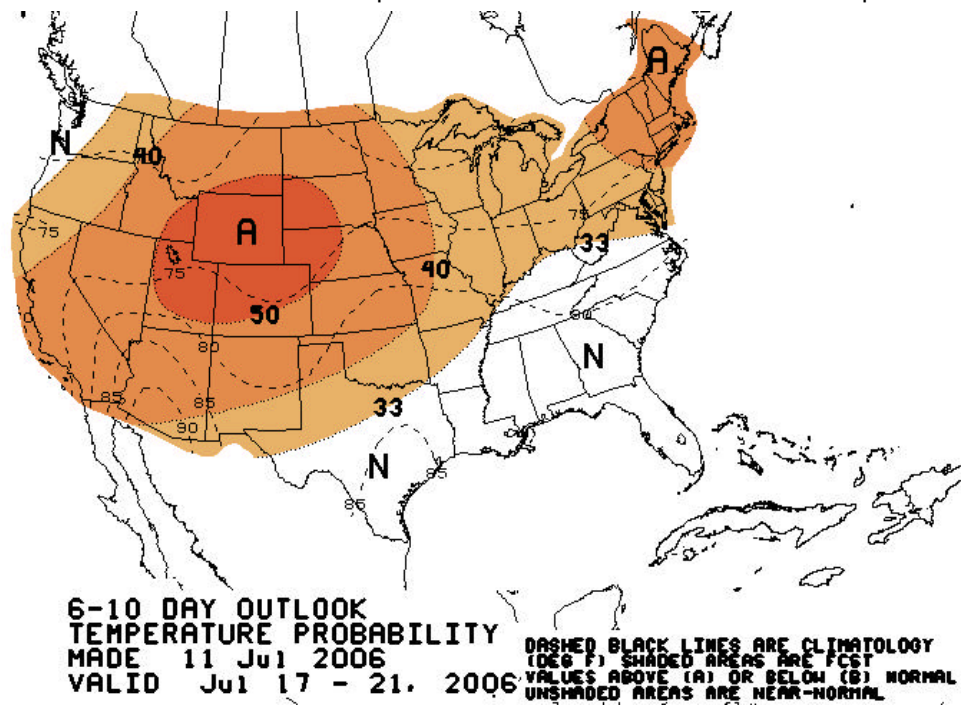 A
N
40
A
75
33
75
40
50
80
N
80
85
85
33
90
N
85
85
6-10 DAY OUTLOOK
TEMPERATURE PROBABILITY
MADE 11 Jul 2006
VALID Jul 17 - 21, 2006
DASHED BLACK LINES ARE CLIMATOLOGY
(DEG F) SHADED AREAS ARE FCST
VALUES ABOVE (A) OR BELOW (B) NORMAL
UNSHADED AREAS ARE NEAR-NORMAL